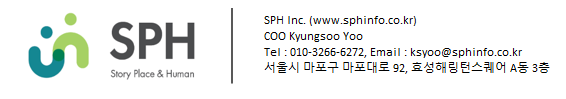 SPH
Story Place & Human
SPH Inc. (www.sphinfo.co.kr)
COO Kyungsoo Yoo
Tel : 010-3266-6272, Email : ksyoo@sphinfo.co.kr
서울시 마포구 마포대로 92, 효성해링턴스퀘어 A동 3층